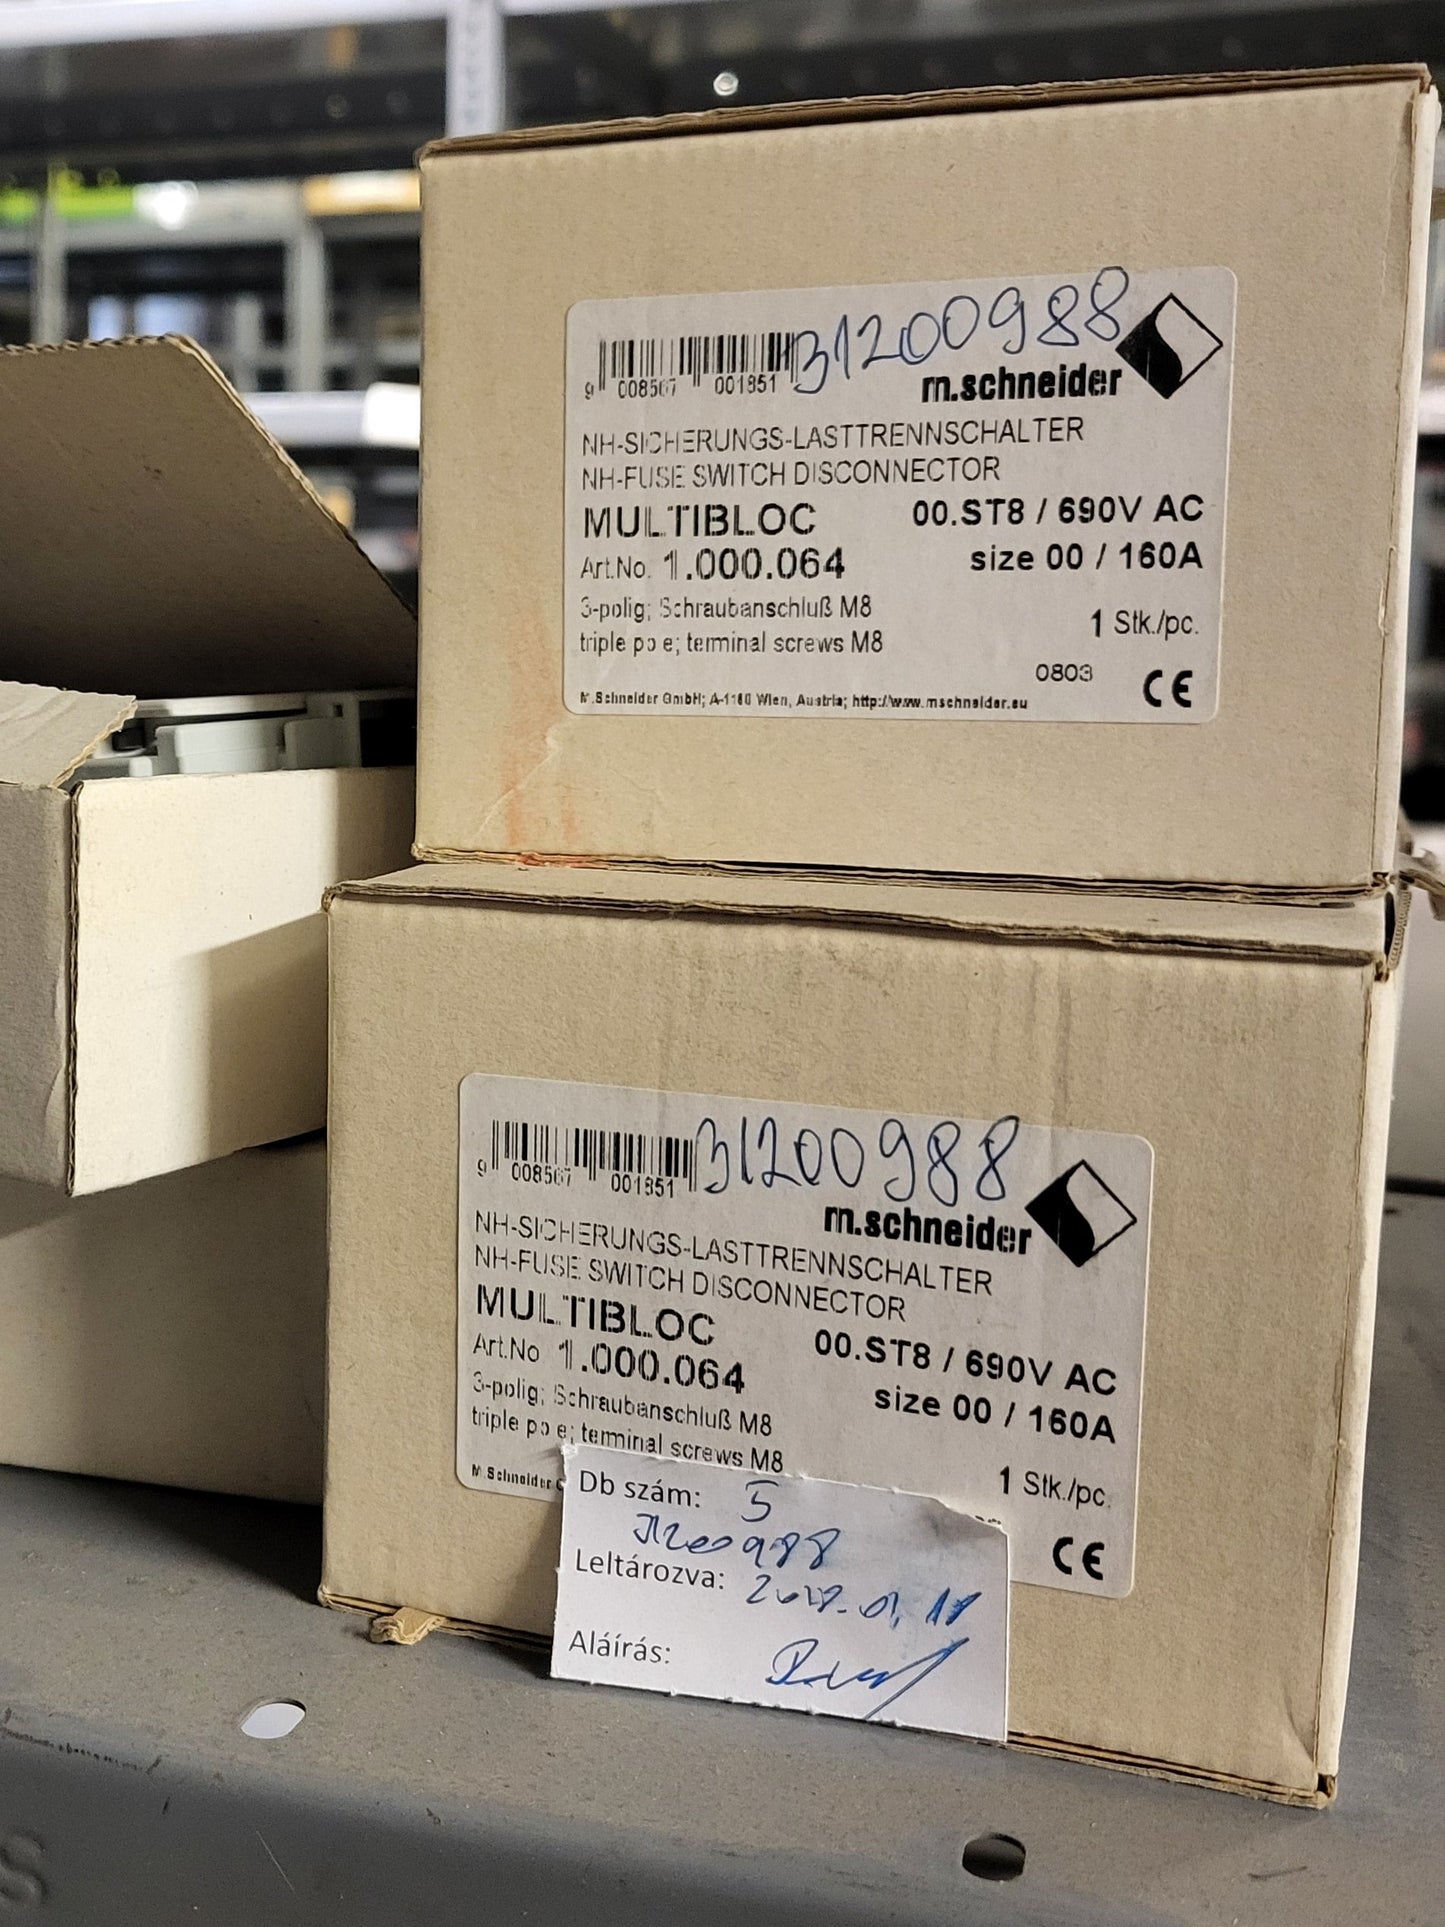 31200988
9 008567 001851
m.schneider
NH-SICHERUNGS-LASTTRENNSCHALTER
NH-FUSE SWITCH DISCONNECTOR
MULTIBLOC 00.ST8 / 690V AC
Art.No. 1.000.064 size 00 / 160A
3-polig; Schraubanschluß M8
triple pole; terminal screws M8 1 Stk./pc.
0803 CE
M.Schneider GmbH; A-1160 Wien, Austria; http://www.mschneider.eu
31200988
9 008567 001851
m.schneider
NH-SICHERUNGS-LASTTRENNSCHALTER
NH-FUSE SWITCH DISCONNECTOR
MULTIBLOC 00.ST8 / 690V AC
Art.No 1.000.064 size 00 / 160A
3-polig; Schraubanschluß M8
triple pole; terminal screws M8
1 Stk./pc.
M.Schneider
CE
Db szám: 5
31200988
Leltározva:
Aláírás: